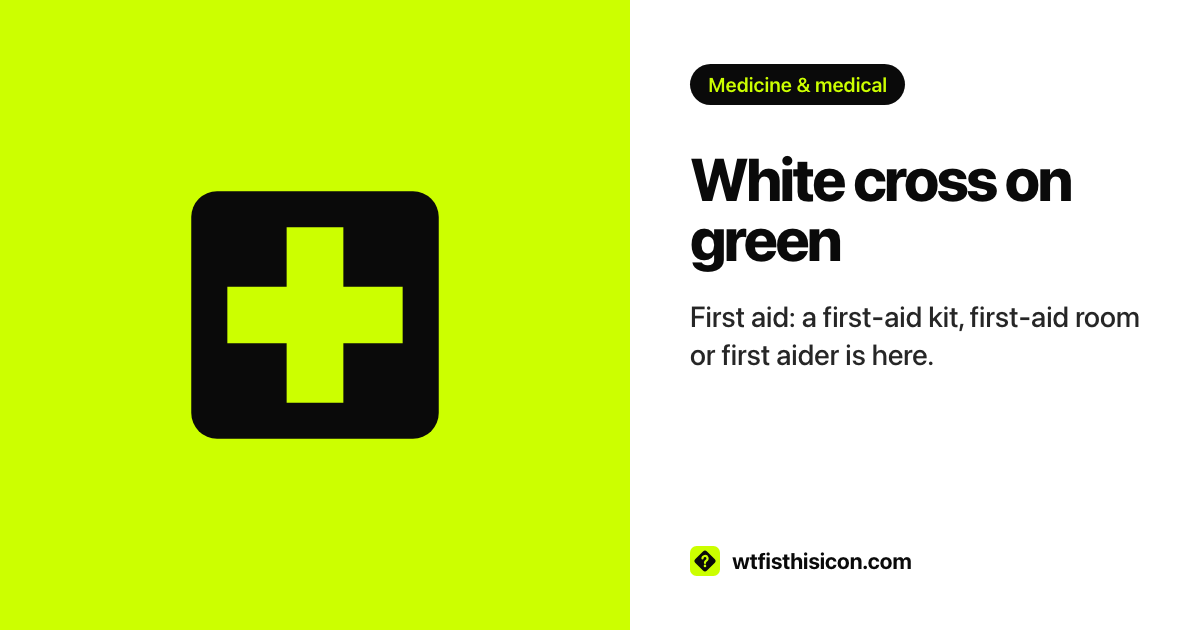 Medicine & medical
White cross on
green
First aid: a first-aid kit, first-aid room
or first aider is here.
?
wtfisthisicon.com